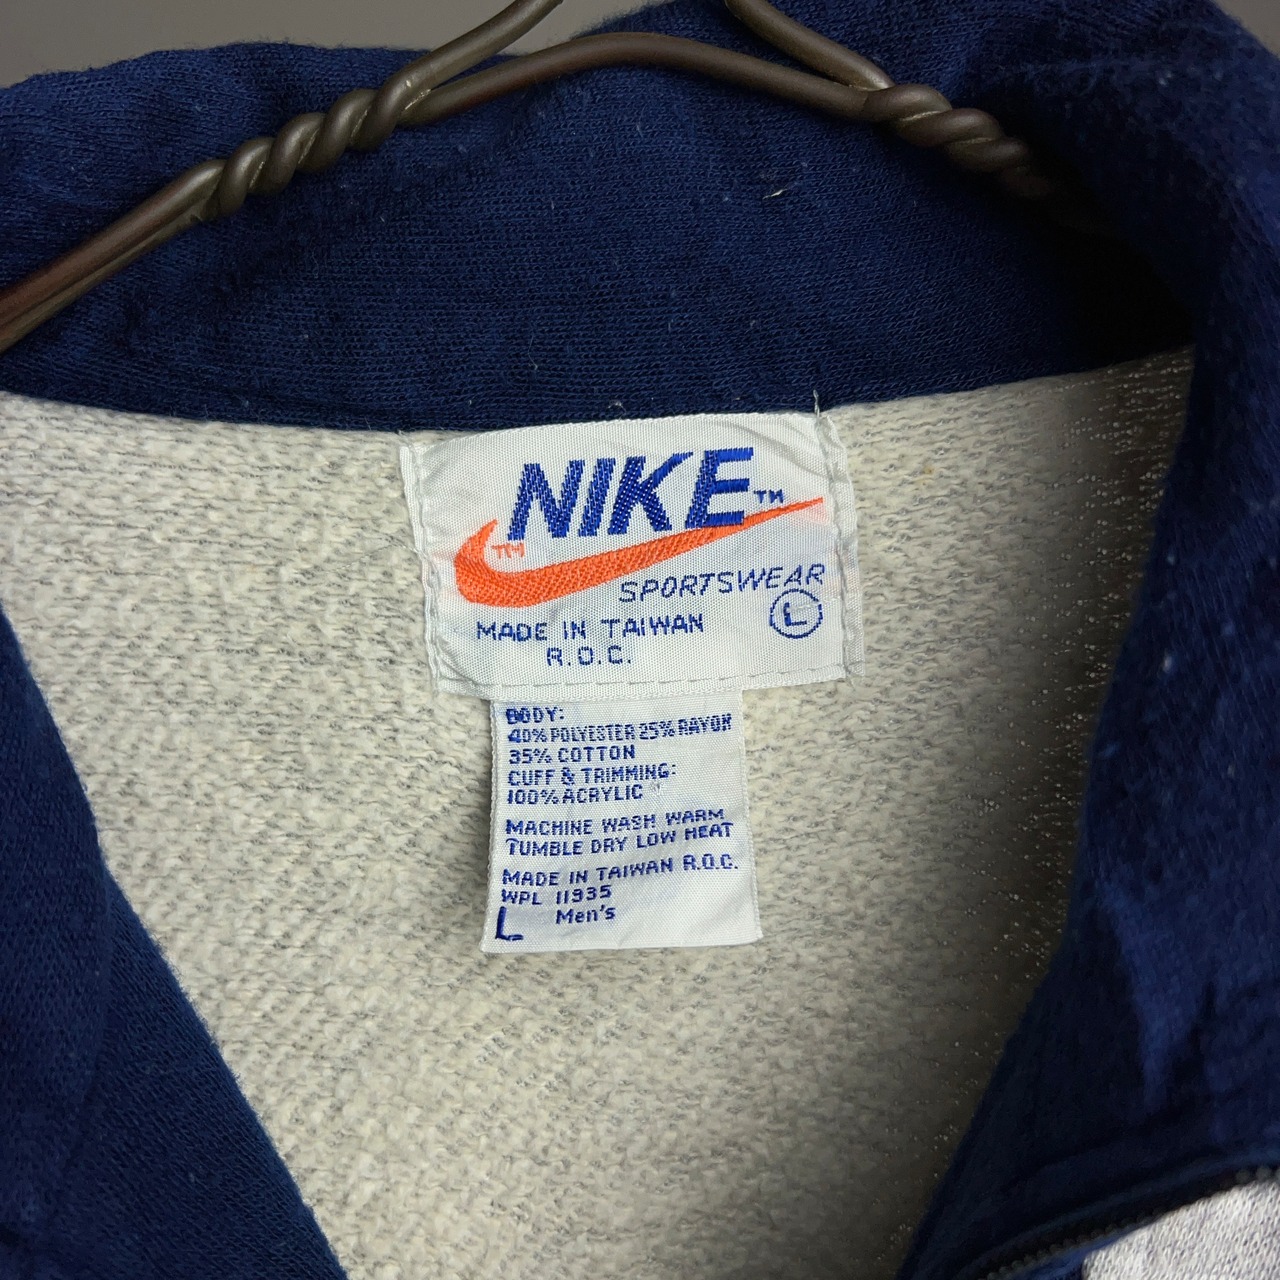 NIKE™
™
SPORTSWEAR
MADE IN TAIWAN
R.O.C.
L
BODY:
40% POLYESTER 25% RAYON
35% COTTON
CUFF & TRIMMING:
100% ACRYLIC
MACHINE WASH WARM
TUMBLE DRY LOW HEAT
MADE IN TAIWAN R.O.C.
WPL 11935
L Men's